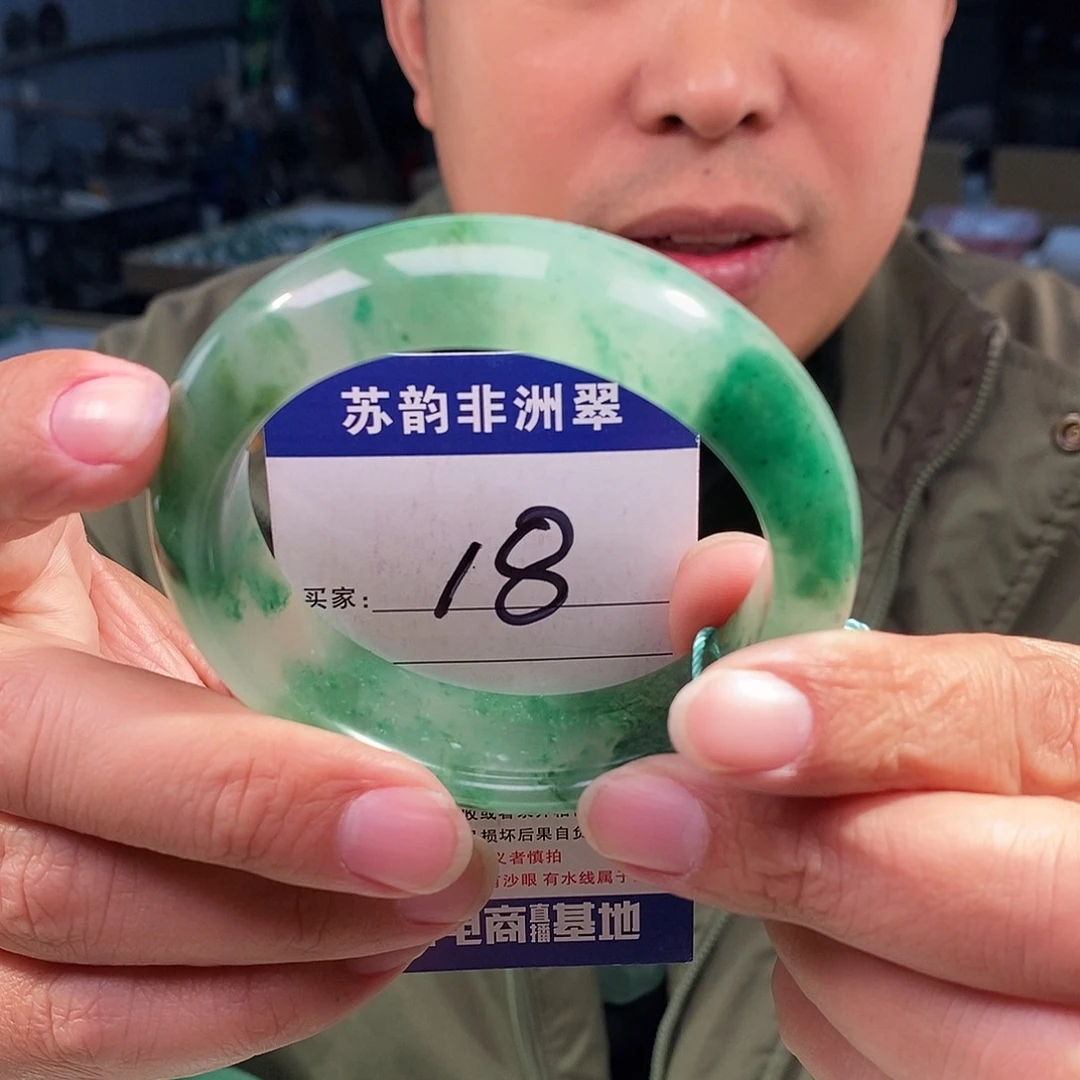 苏韵非洲翠
18
买家：
损坏后果自负
义者慎拍
沙眼 有水线属于
电商直播基地